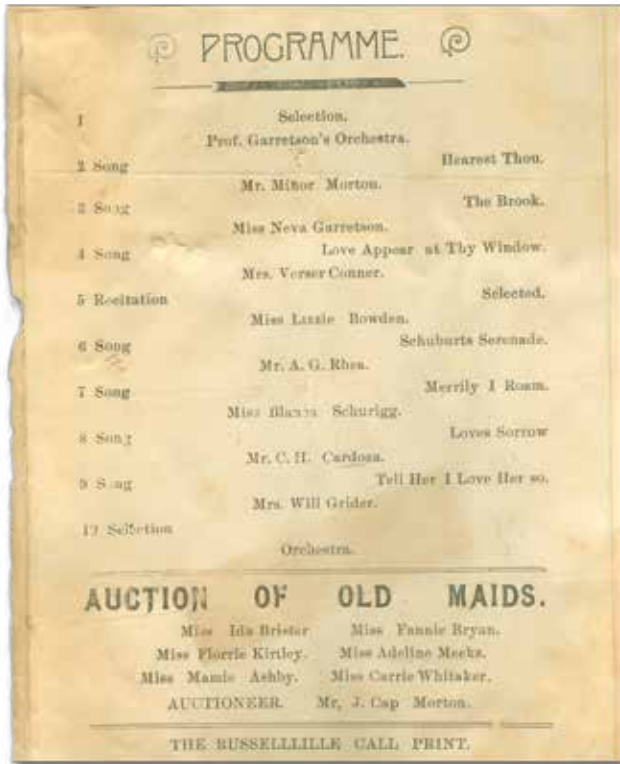 PROGRAMME.
1 Selection.
Prof. Garretson's Orchestra.
2 Song Hearest Thou.
Mr. Minor Morton.
3 Song The Brook.
Miss Neva Garretson.
4 Song Love Appear at Thy Window.
Mrs. Verser Conner.
5 Recitation Selected.
Miss Lizzie Bowden.
6 Song Schuburts Serenade.
Mr. A. G. Rhea.
7 Song Merrily I Roam.
Miss Schurigg.
8 Song Loves Sorrow
Mr. C. H. Cardoza.
9 Song Tell Her I Love Her so.
Mrs. Will Grider.
10 Selection
Orchestra.
AUCTION OF OLD MAIDS.
Miss Ida Brister Miss Fannie Bryan.
Miss Florrie Kirtley. Miss Adeline Meeks.
Miss Mamie Ashby. Miss Carrie Whitaker.
AUCTIONEER. Mr, J. Cap Morton.
THE RUSSELLLILLE CALL PRINT.